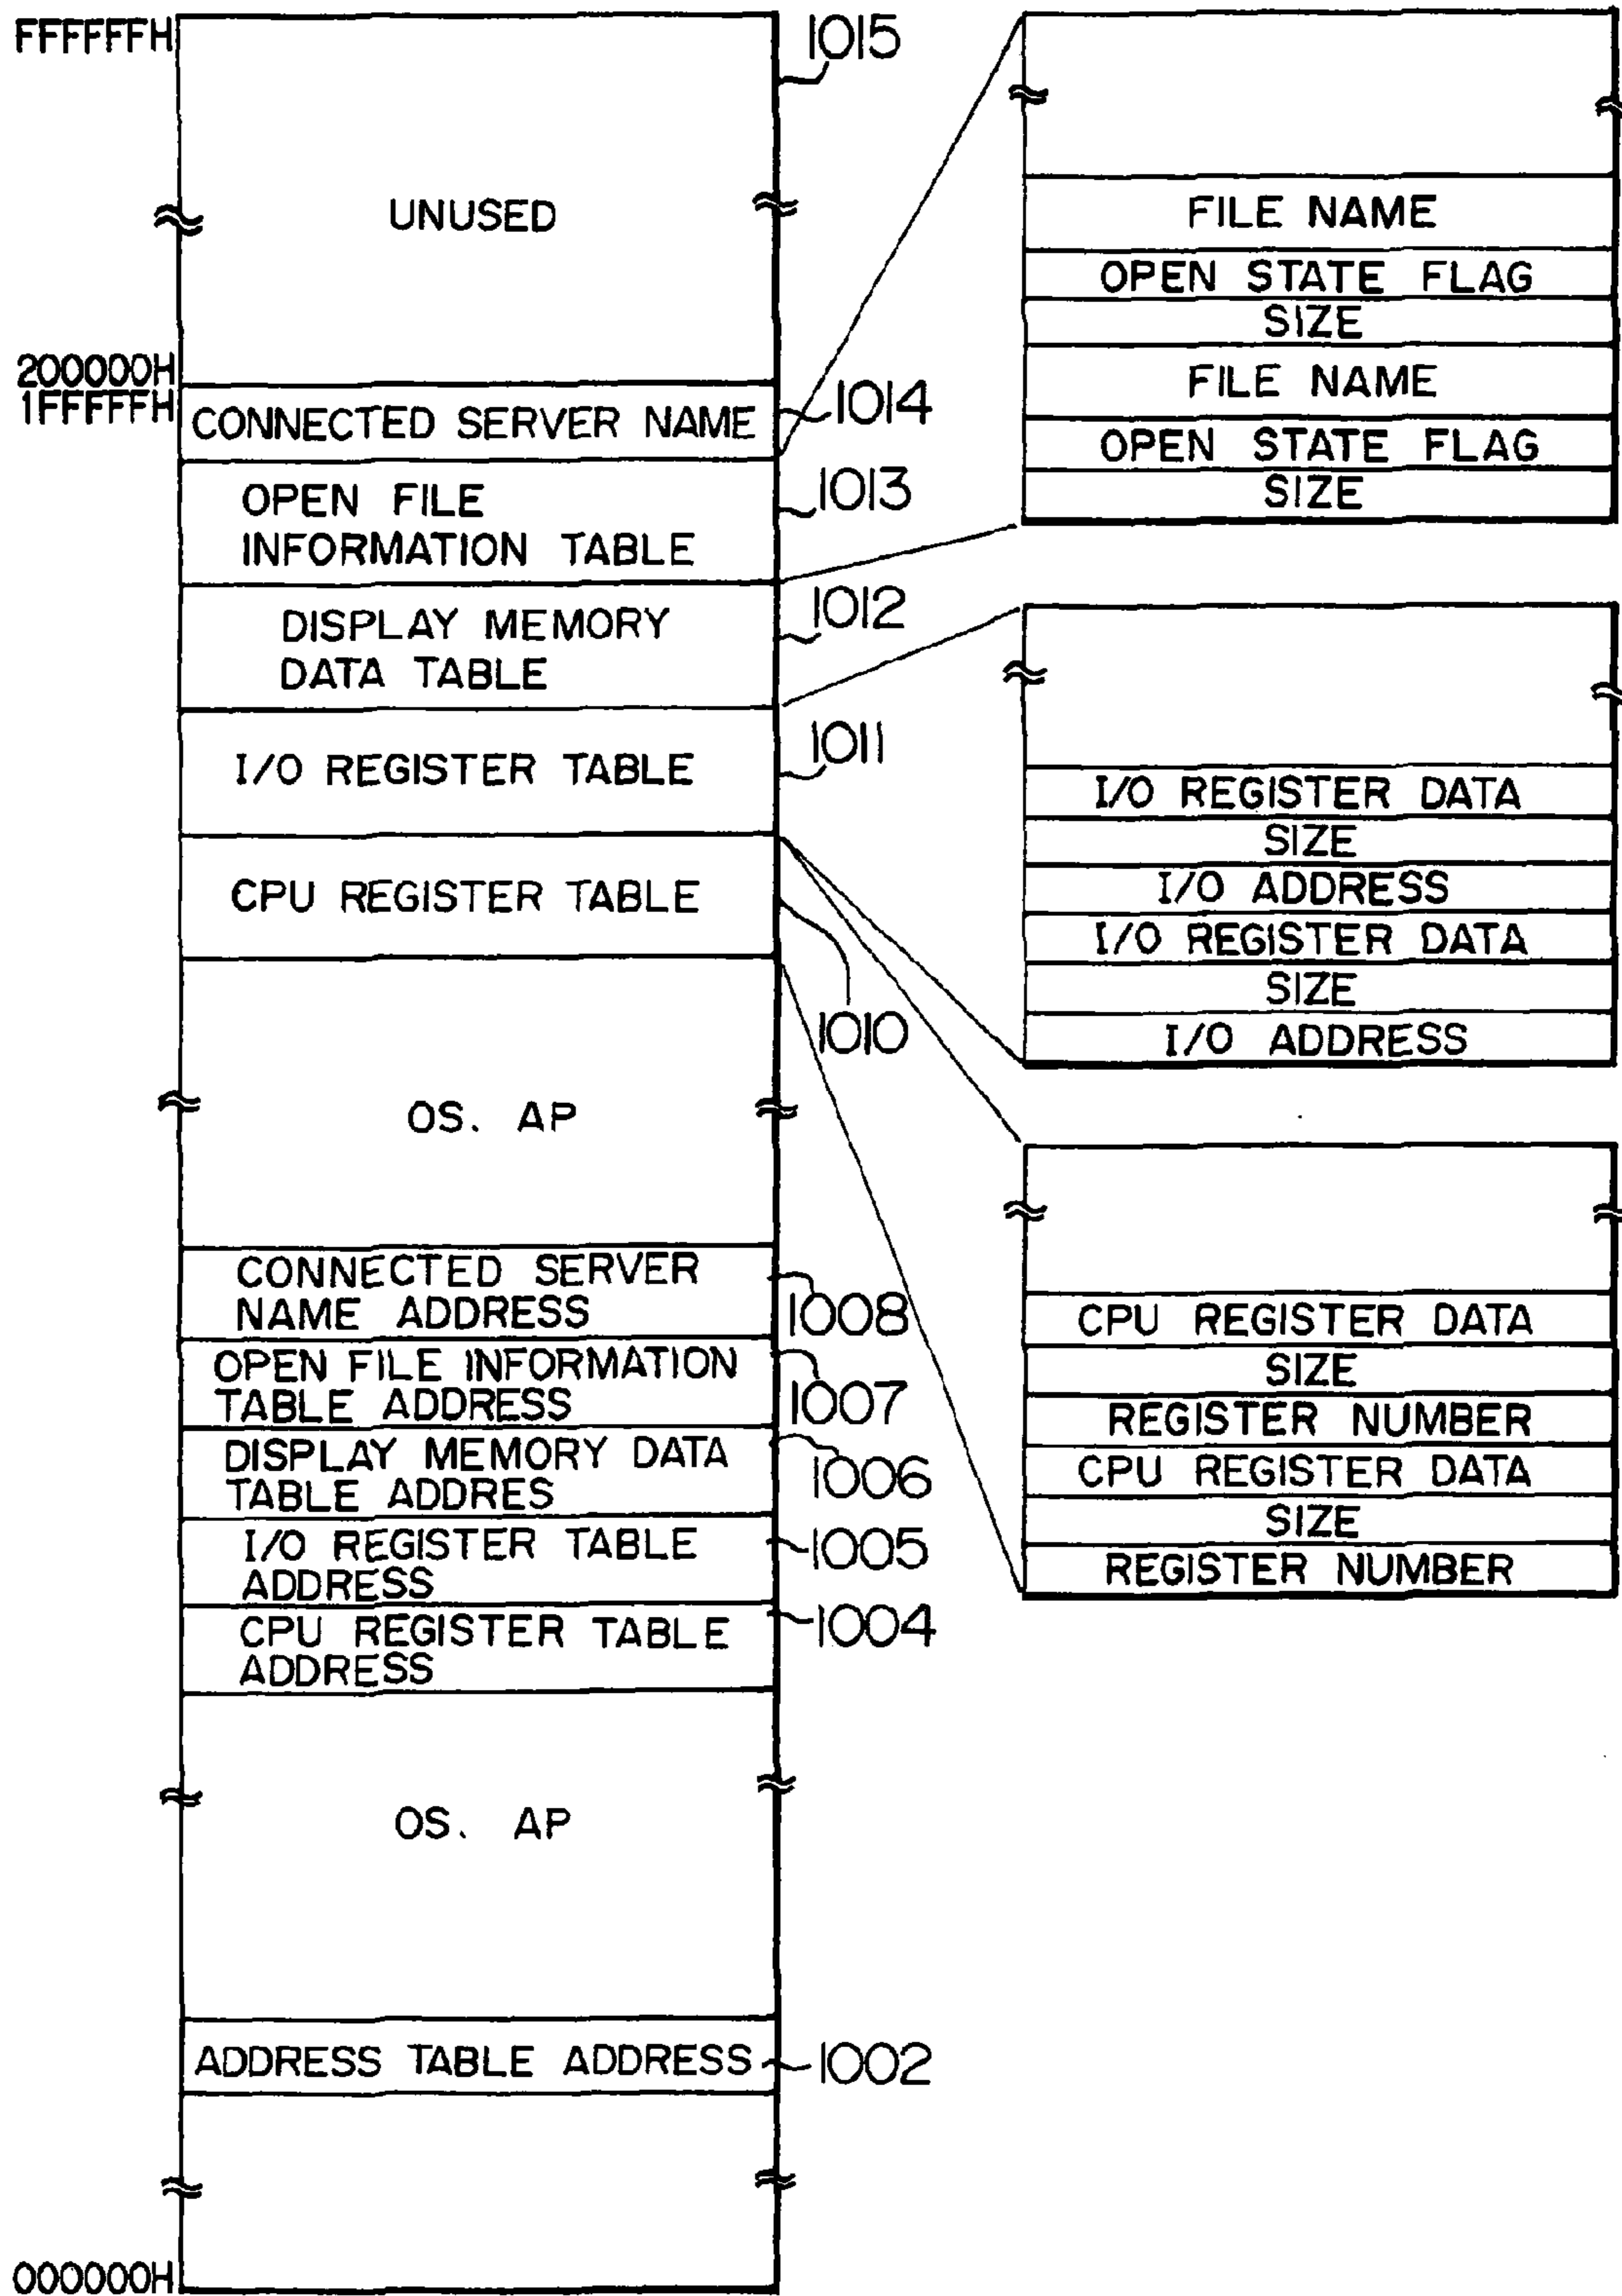 FFFFFFH
1015
UNUSED
200000H
1FFFFFH
CONNECTED SERVER NAME
1014
OPEN FILE
INFORMATION TABLE
1013
DISPLAY MEMORY
DATA TABLE
1012
I/O REGISTER TABLE
1011
CPU REGISTER TABLE
1010
OS. AP
CONNECTED SERVER
NAME ADDRESS
1008
OPEN FILE INFORMATION
TABLE ADDRESS
1007
DISPLAY MEMORY DATA
TABLE ADDRES
1006
I/O REGISTER TABLE
ADDRESS
1005
CPU REGISTER TABLE
ADDRESS
1004
OS. AP
ADDRESS TABLE ADDRESS
1002
000000H
FILE NAME
OPEN STATE FLAG
SIZE
FILE NAME
OPEN STATE FLAG
SIZE
I/O REGISTER DATA
SIZE
I/O ADDRESS
I/O REGISTER DATA
SIZE
I/O ADDRESS
CPU REGISTER DATA
SIZE
REGISTER NUMBER
CPU REGISTER DATA
SIZE
REGISTER NUMBER